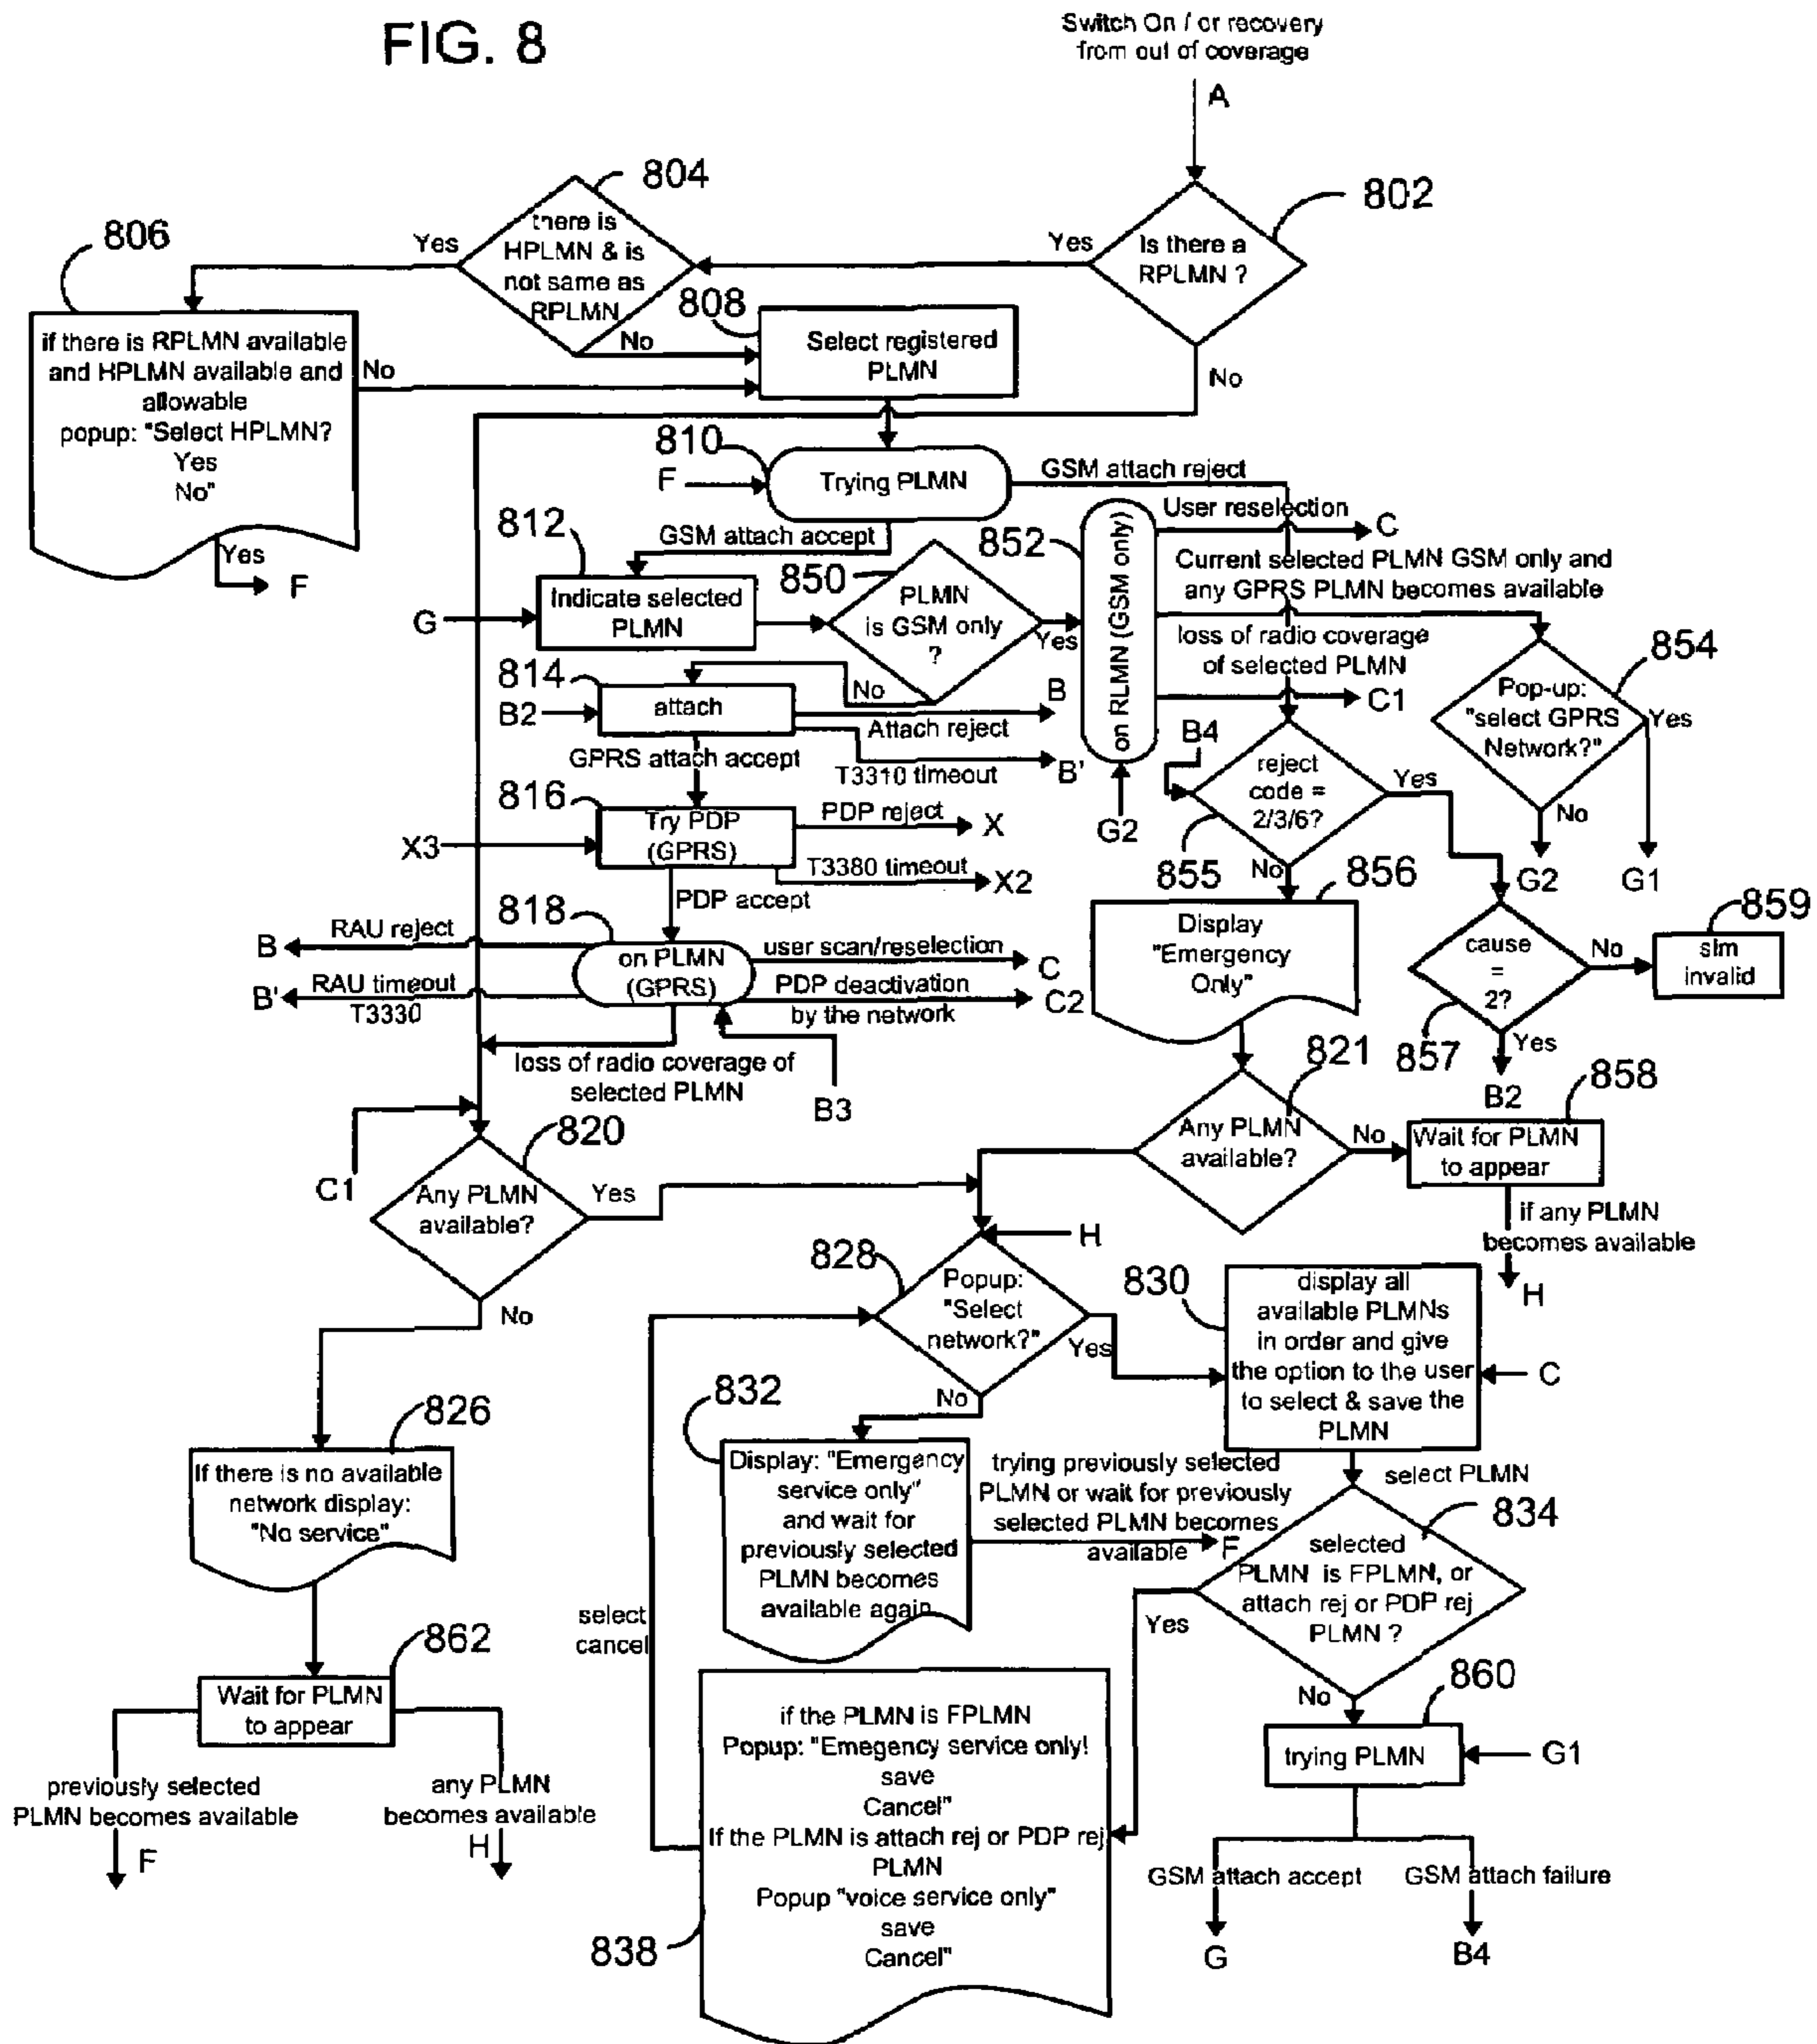 FIG. 8
Switch On / or recovery
from out of coverage
A
804
802
806
there is
HPLMN & is
not same as
RPLMN
Yes
No
Is there a
RPLMN ?
Yes
No
if there is RPLMN available
and HPLMN available and
allowable
popup: "Select HPLMN?
Yes
No"
No
Yes
F
808
Select registered
PLMN
810
F
Trying PLMN
GSM attach reject
GSM attach accept
812
G
Indicate selected
PLMN
850
PLMN
is GSM only
?
Yes
No
852
on RLMN (GSM only)
User reselection
C
Current selected PLMN GSM only and
any GPRS PLMN becomes available
loss of radio coverage
of selected PLMN
C1
G2
854
Pop-up:
"select GPRS
Network?"
Yes
No
G2
G1
814
B2
attach
B
Attach reject
T3310 timeout
B'
GPRS attach accept
816
X3
Try PDP
(GPRS)
PDP reject
X
T3380 timeout
X2
PDP accept
B4
reject
code =
2/3/6?
Yes
No
855
856
Display
"Emergency
Only"
cause
=
2?
No
Yes
857
B2
859
sim
invalid
818
on PLMN
(GPRS)
B
RAU reject
B'
RAU timeout
T3330
user scan/reselection
C
PDP deactivation
by the network
C2
loss of radio coverage of
selected PLMN
B3
821
Any PLMN
available?
No
858
Wait for PLMN
to appear
if any PLMN
becomes available
H
C1
820
Any PLMN
available?
Yes
No
H
828
Popup:
"Select
network?"
Yes
No
830
display all
available PLMNs
in order and give
the option to the user
to select & save the
PLMN
C
select PLMN
826
If there is no available
network display:
"No service"
832
Display: "Emergency
service only"
and wait for
previously selected
PLMN becomes
available again
trying previously selected
PLMN or wait for previously
selected PLMN becomes
available
F
834
selected
PLMN is FPLMN, or
attach rej or PDP rej
PLMN ?
Yes
No
select
cancel
862
Wait for PLMN
to appear
previously selected
PLMN becomes available
F
any PLMN
becomes available
H
838
if the PLMN is FPLMN
Popup: "Emegency service only!
save
Cancel"
If the PLMN is attach rej or PDP rej
PLMN
Popup "voice service only"
save
Cancel"
860
trying PLMN
G1
GSM attach accept
G
GSM attach failure
B4